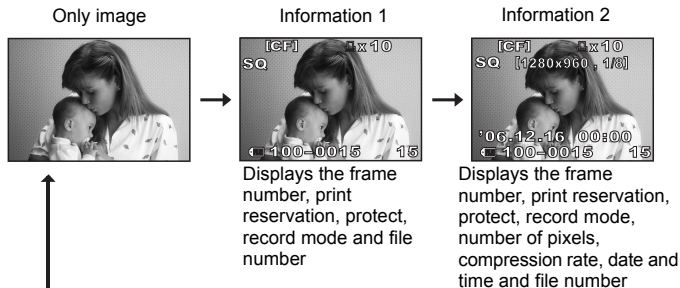 Only image
Information 1
Information 2
[CF] x 10
SQ
100-0015 15
[CF] x 10
SQ [1280x960 , 1/8]
'06.12.16 00:00
100-0015 15
Displays the frame
number, print
reservation, protect,
record mode and file
number
Displays the frame
number, print reservation,
protect, record mode,
number of pixels,
compression rate, date and
time and file number